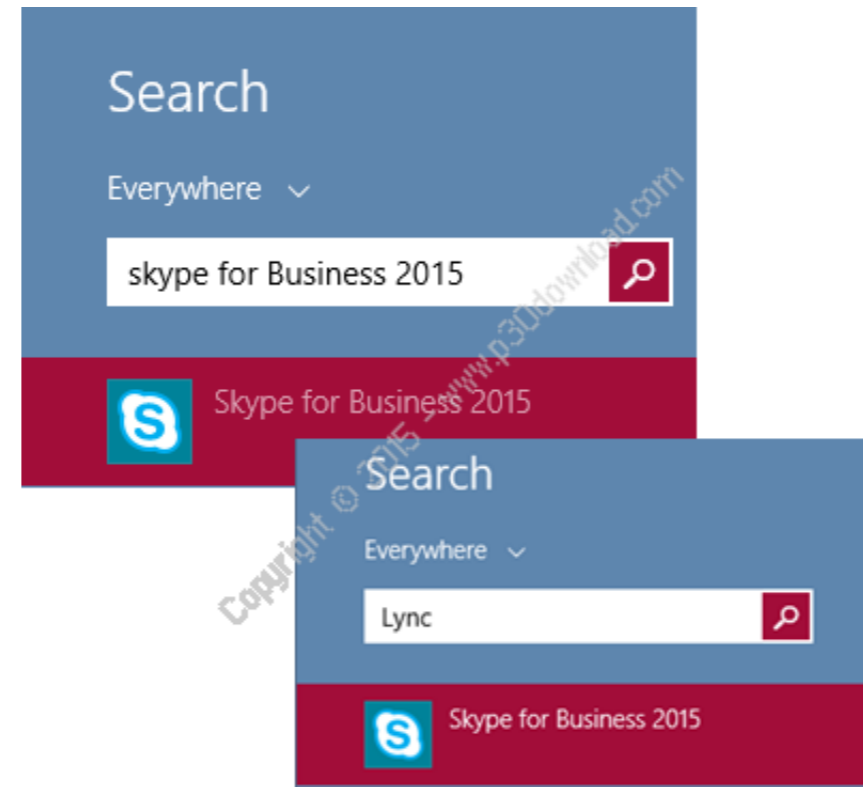 Search
Everywhere
skype for Business 2015
Skype for Business 2015
Search
Everywhere
Lync
Skype for Business 2015
Copyright © 2015 - www.p30download.com